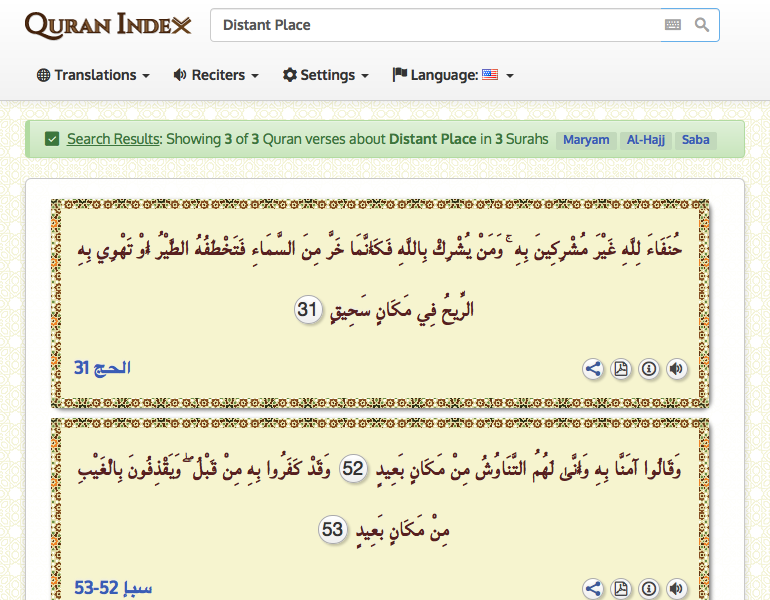 QURAN INDEX
Distant Place
Translations
Reciters
Settings
Language:
Search Results: Showing 3 of 3 Quran verses about Distant Place in 3 Surahs Maryam Al-Hajj Saba
حُنَفَاءَ لِلَّهِ غَيْرَ مُشْرِكِينَ بِهِ ۚ وَمَنْ يُشْرِكْ بِاللَّهِ فَكَأَنَّمَا خَرَّ مِنَ السَّمَاءِ فَتَخْطَفُهُ الطَّيْرُ أَوْ تَهْوِي بِهِ
الرِّيحُ فِي مَكَانٍ سَحِيقٍ 31
الحج 31
وَقَالُوا آمَنَّا بِهِ وَأَنَّى لَهُمُ التَّنَاوُشُ مِنْ مَكَانٍ بَعِيدٍ 52 وَقَدْ كَفَرُوا بِهِ مِنْ قَبْلُ ۖ وَيَقْذِفُونَ بِالْغَيْبِ
مِنْ مَكَانٍ بَعِيدٍ 53
سبإ 52-53